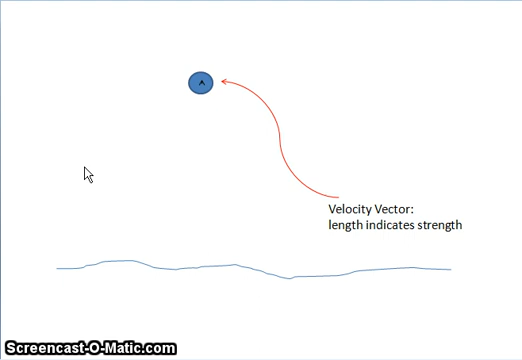 Velocity Vector:
length indicates strength
Screencast-O-Matic.com